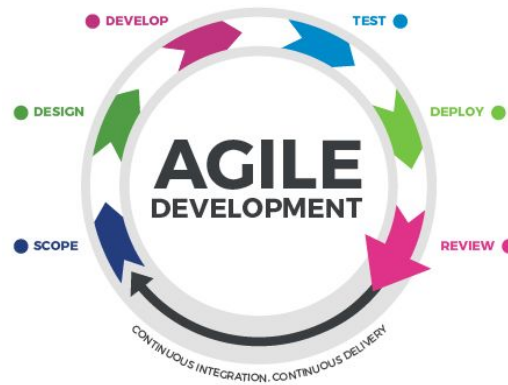 DEVELOP
TEST
DESIGN
DEPLOY
AGILE
DEVELOPMENT
SCOPE
REVIEW
CONTINUOUS INTEGRATION. CONTINUOUS DELIVERY